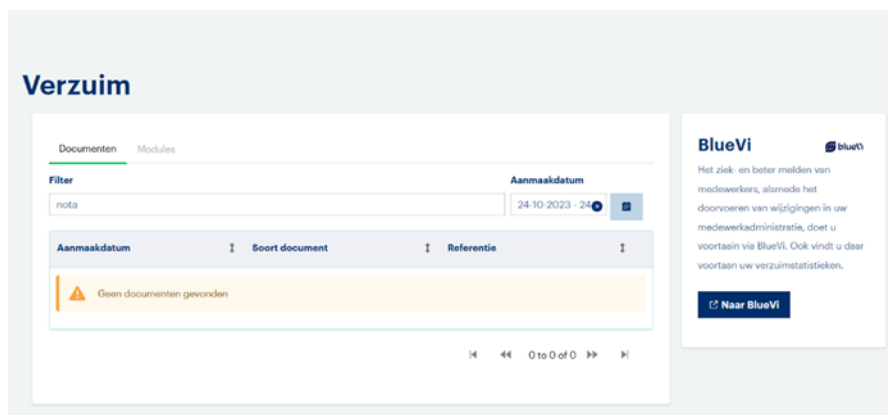 Verzuim
Documenten Modules
Filter Aanmaakdatum
nota 24-10-2023 - 24
Aanmaakdatum Soort document Referentie
Geen documenten gevonden
0 to 0 of 0
BlueVi bluevi
Het ziek- en beter melden van
medewerkers, alsmede het
doorvoeren van wijzigingen in uw
medewerkadministratie, doet u
voortaain via BlueVi. Ook vindt u daar
voortaan uw verzuimstatistieken.
Naar BlueVi